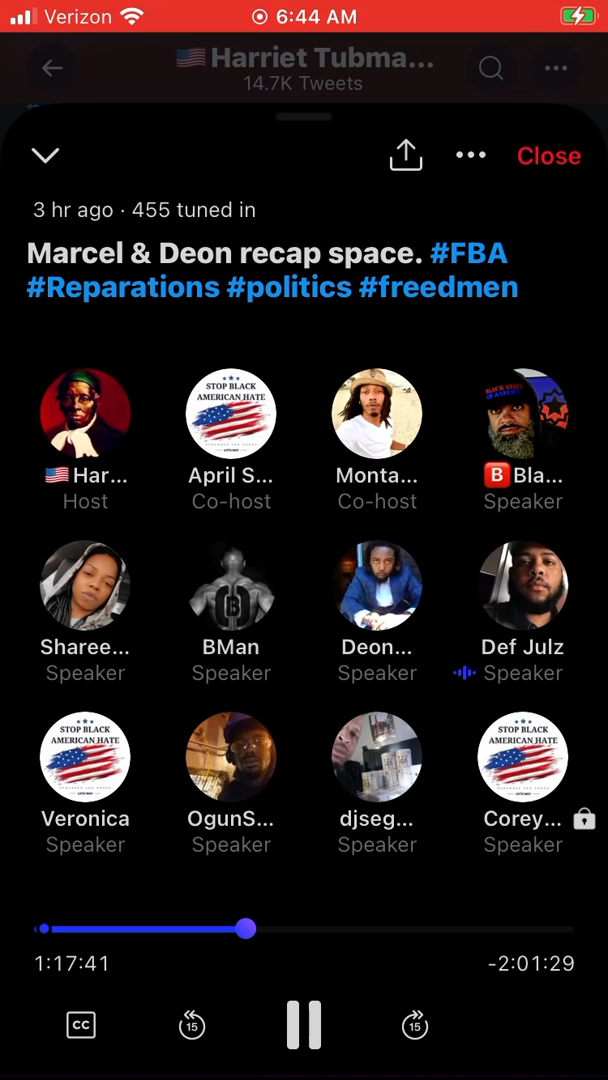 Verizon 6:44 AM
🇺🇸Harriet Tubma...
14.7K Tweets
Close
3 hr ago · 455 tuned in
Marcel & Deon recap space. #FBA
#Reparations #politics #freedmen
STOP BLACK
AMERICAN HATE
BLACK STATE
🇺🇸Har...
April S...
Monta...
🅱️Bla...
Host
Co-host
Co-host
Speaker
B
Sharee...
BMan
Deon...
Def Julz
Speaker
Speaker
Speaker
Speaker
STOP BLACK
AMERICAN HATE
STOP BLACK
AMERICAN HATE
Veronica
OgunS...
djseg...
Corey...
Speaker
Speaker
Speaker
Speaker
1:17:41
-2:01:29
CC
15
15